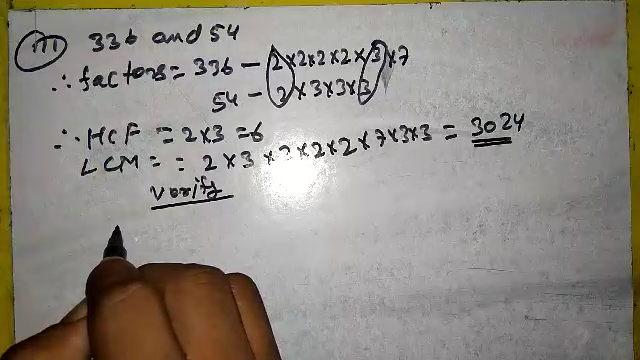 (iii) 336 and 54
∴ factors = 336 - 2×2×2×2×3×7
54 - 2×3×3×3
∴ HCF = 2×3 = 6
LCM = : 2×3×2×2×2×7×3×3 = 3024
Verify